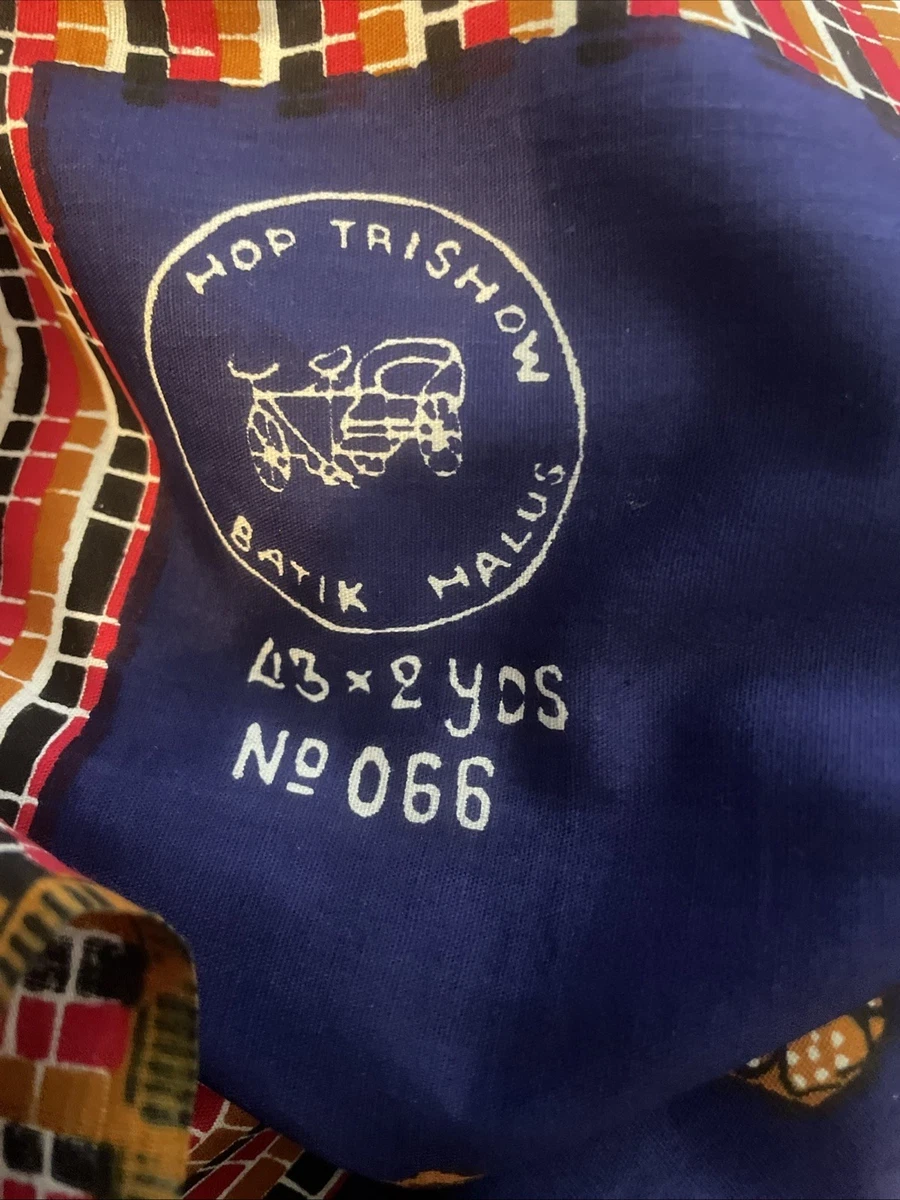 HOP TRISHOW
BATIK HALUS
43 × 2 YDS
Nº 066